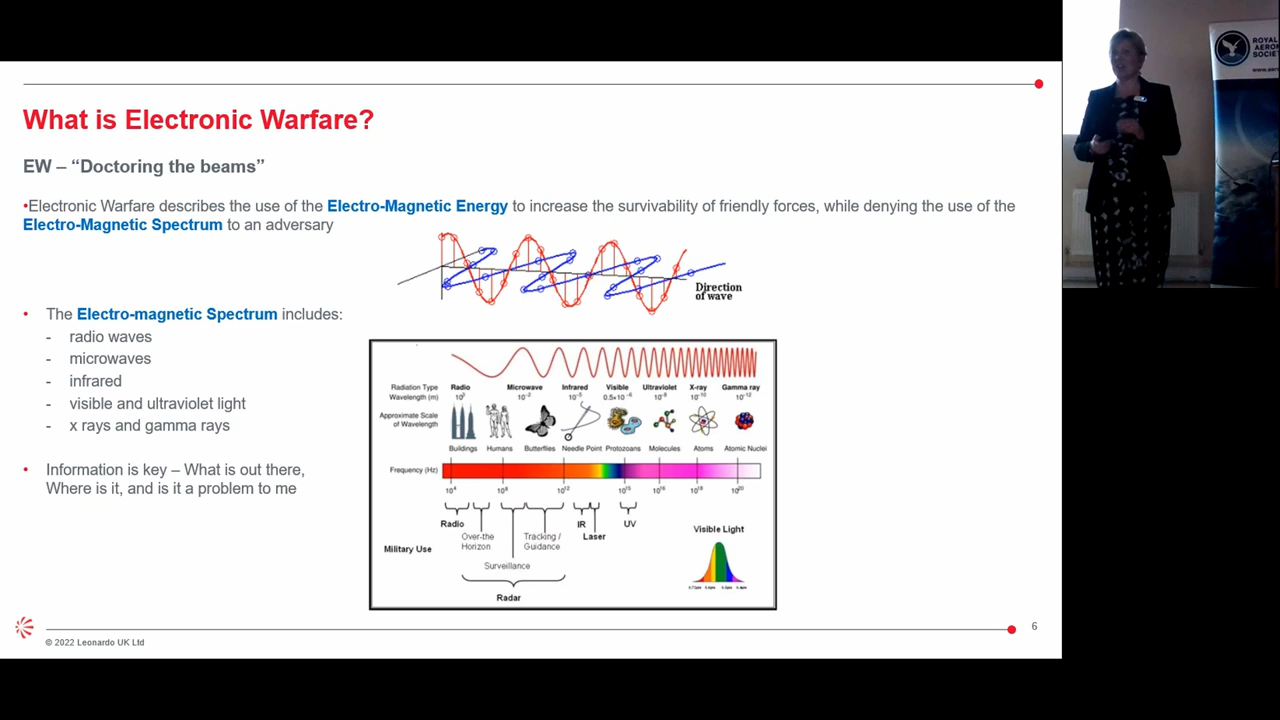 What is Electronic Warfare?
EW – “Doctoring the beams”
•Electronic Warfare describes the use of the Electro-Magnetic Energy to increase the survivability of friendly forces, while denying the use of the
Electro-Magnetic Spectrum to an adversary
Direction
of wave
• The Electro-magnetic Spectrum includes:
- radio waves
- microwaves
- infrared
- visible and ultraviolet light
- x rays and gamma rays
• Information is key – What is out there,
Where is it, and is it a problem to me
Radiation Type Radio Microwave Infrared Visible Ultraviolet X-ray Gamma ray
Wavelength (m) 10⁻² 10⁻⁵ 0.5×10⁻⁶ 10⁻⁸ 10⁻¹⁰ 10⁻¹²
Approximate Scale
of Wavelength
Buildings Humans Butterflies Needle Point Protozoans Molecules Atoms Atomic Nuclei
Frequency (Hz)
10⁴ 10⁸ 10¹² 10¹⁵ 10¹⁶ 10¹⁸ 10²⁰
Military Use
Radio
Over-the
Horizon
Surveillance
Tracking /
Guidance
Radar
IR
Laser
UV
Visible Light
© 2022 Leonardo UK Ltd
6
ROYAL
AERO
SOCIE